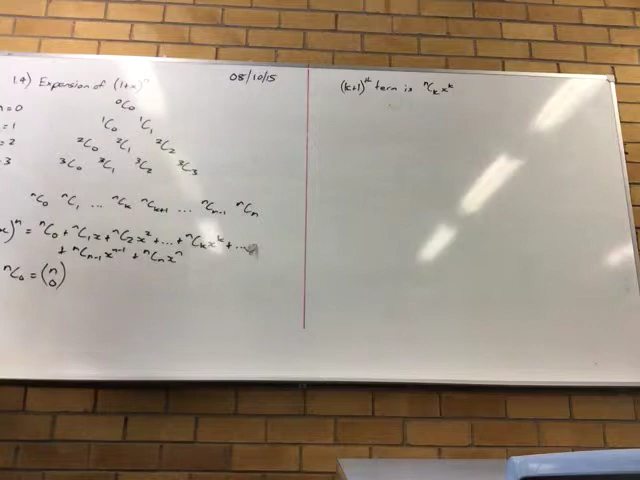 1.4) Expansion of (1+x)ⁿ 08/10/15
n=0 ⁰C₀
=1 ¹C₀ ¹C₁
=2 ²C₀ ²C₁ ²C₂
=3 ³C₀ ³C₁ ³C₂ ³C₃
ⁿC₀ ⁿC₁ ... ⁿCₖ ⁿCₖ₊₁ ... ⁿCₙ₋₁ ⁿCₙ
x)ⁿ = ⁿC₀ + ⁿC₁x + ⁿC₂x² + ... + ⁿCₖxᵏ + ...
+ ⁿCₙ₋₁xⁿ⁻¹ + ⁿCₙxⁿ
ⁿC₀ = (n
0)
(k+1)ᵗʰ term is ⁿCₖxᵏ